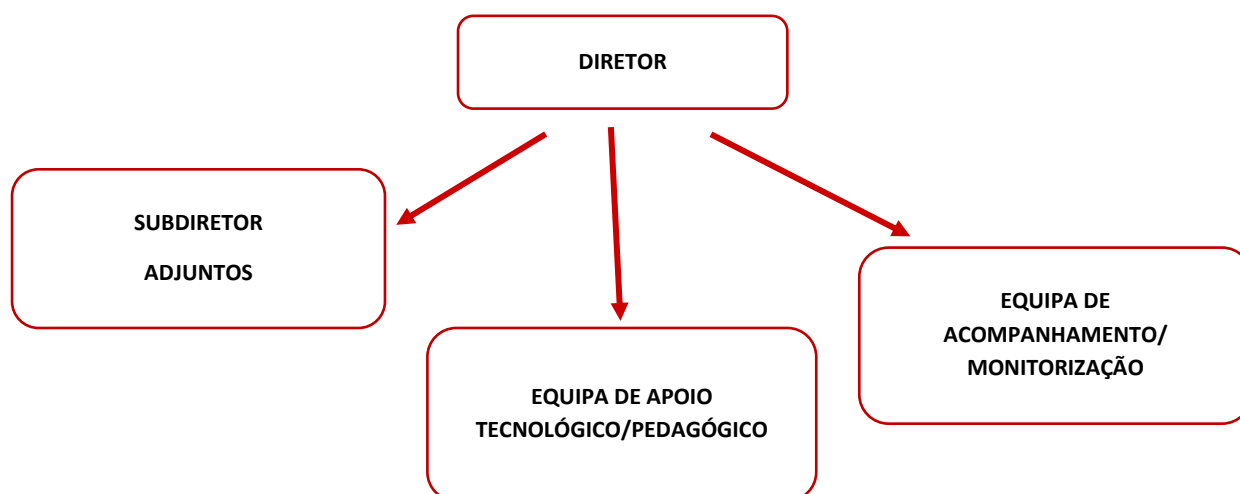 DIRETOR
SUBDIRETOR
ADJUNTOS
EQUIPA DE APOIO
TECNOLÓGICO/PEDAGÓGICO
EQUIPA DE
ACOMPANHAMENTO/
MONITORIZAÇÃO